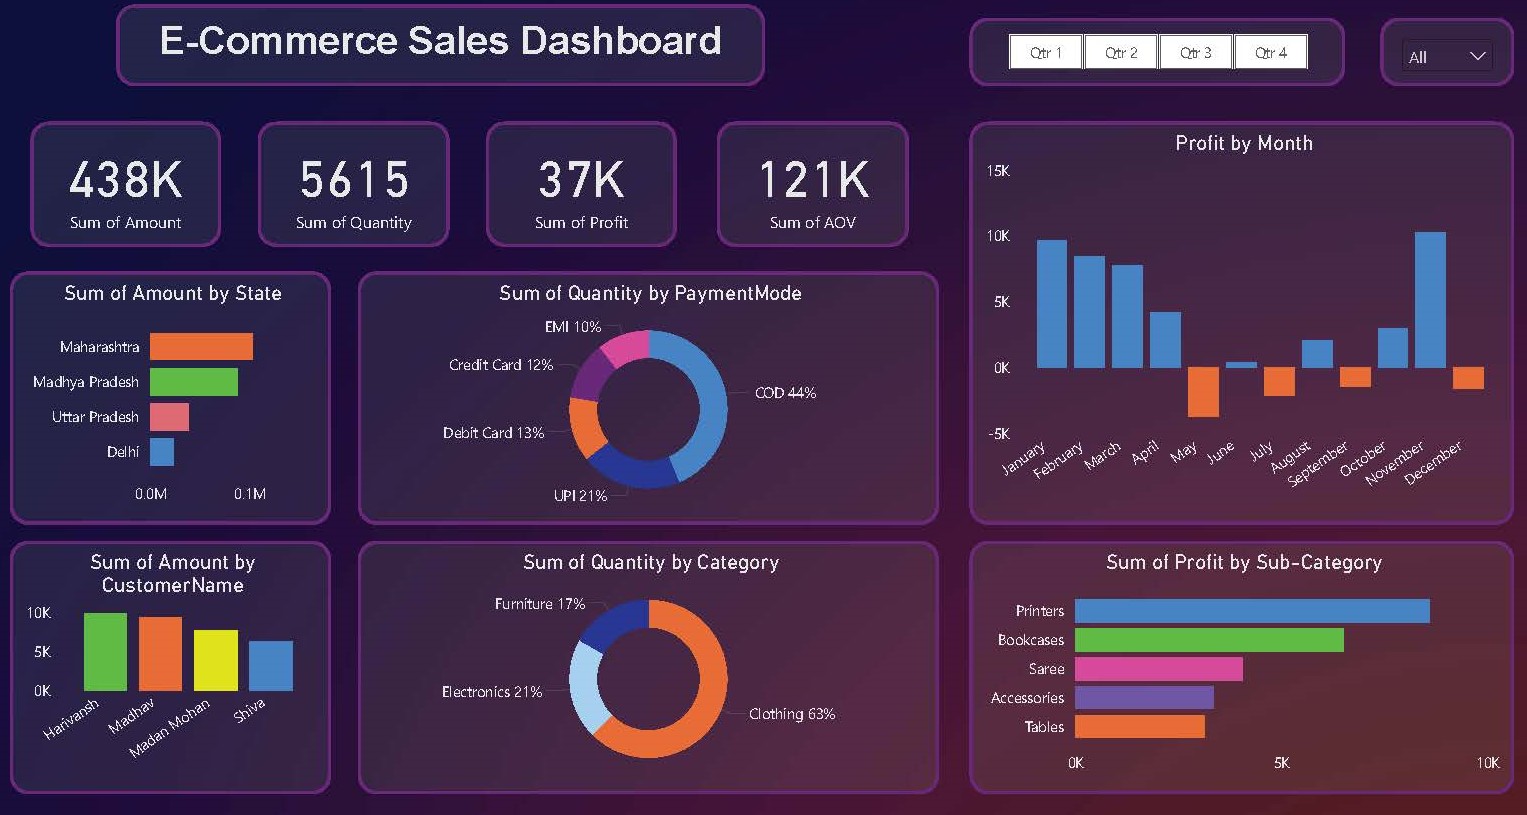 E-Commerce Sales Dashboard
Qtr 1 Qtr 2 Qtr 3 Qtr 4
All
438K
Sum of Amount
5615
Sum of Quantity
37K
Sum of Profit
121K
Sum of AOV
Profit by Month
15K
10K
5K
0K
-5K
January February March April May June July August September October November December
Sum of Amount by State
Maharashtra
Madhya Pradesh
Uttar Pradesh
Delhi
0.0M 0.1M
Sum of Quantity by PaymentMode
EMI 10%
Credit Card 12%
COD 44%
Debit Card 13%
UPI 21%
Sum of Amount by
CustomerName
10K
5K
0K
Harivansh Madhav Madan Mohan Shiva
Sum of Quantity by Category
Furniture 17%
Electronics 21%
Clothing 63%
Sum of Profit by Sub-Category
Printers
Bookcases
Saree
Accessories
Tables
0K 5K 10K